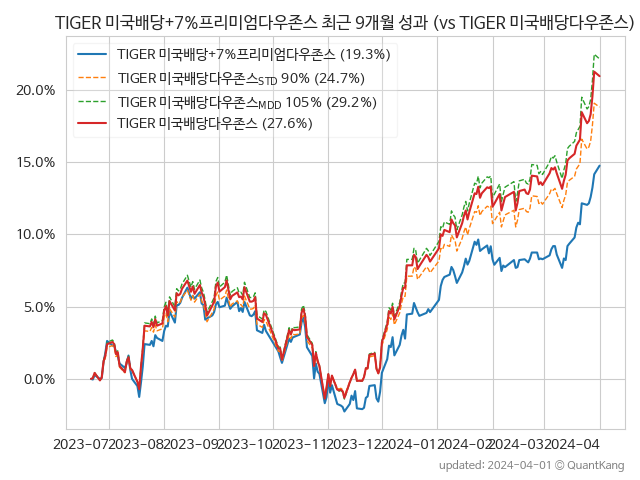 TIGER 미국배당+7%프리미엄다우존스 최근 9개월 성과 (vs TIGER 미국배당다우존스)
TIGER 미국배당+7%프리미엄다우존스 (19.3%)
TIGER 미국배당다우존스STD 90% (24.7%)
TIGER 미국배당다우존스MDD 105% (29.2%)
TIGER 미국배당다우존스 (27.6%)
20.0%
15.0%
10.0%
5.0%
0.0%
2023-07 2023-08 2023-09 2023-10 2023-11 2023-12 2024-01 2024-02 2024-03 2024-04
updated: 2024-04-01 © QuantKang